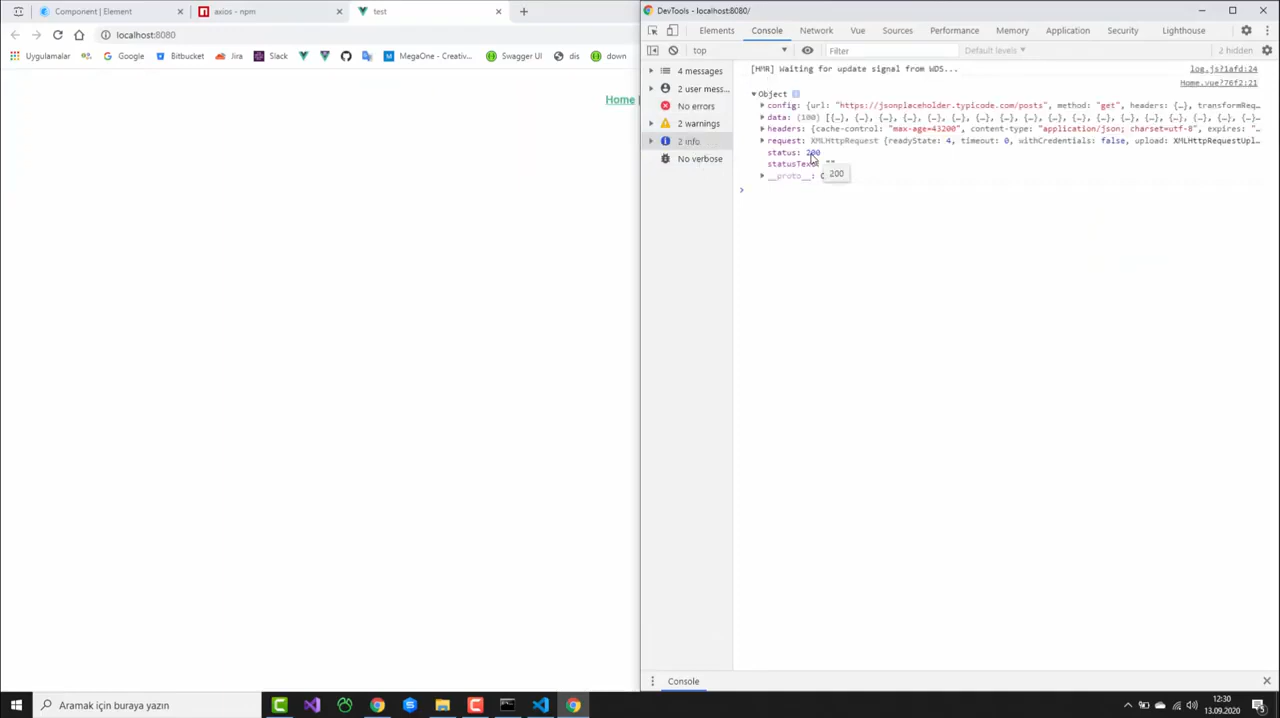 Component | Element
axios - npm
test
localhost:8080
Uygulamalar
Google
Bitbucket
Jira
Slack
MegaOne - Creativ...
Swagger UI
dis
down
Home |
DevTools - localhost:8080/
Elements
Console
Network
Vue
Sources
Performance
Memory
Application
Security
Lighthouse
top
Filter
Default levels
2 hidden
4 messages
2 user mess...
No errors
2 warnings
2 info
No verbose
[HMR] Waiting for update signal from WDS...
log.js?1afd:24
Home.vue?76f2:21
Object
config: {url: "https://jsonplaceholder.typicode.com/posts", method: "get", headers: {…}, transformReq…
data: (100) [{…}, {…}, {…}, {…}, {…}, {…}, {…}, {…}, {…}, {…}, {…}, {…}, {…}, {…}, {…}, {…}, {…},
headers: {cache-control: "max-age=43200", content-type: "application/json; charset=utf-8", expires: "…
request: XMLHttpRequest {readyState: 4, timeout: 0, withCredentials: false, upload: XMLHttpRequestUpl…
status: 200
statusText: ""
200
__proto__:
Console
Aramak için buraya yazın
12:30
13.09.2020
5